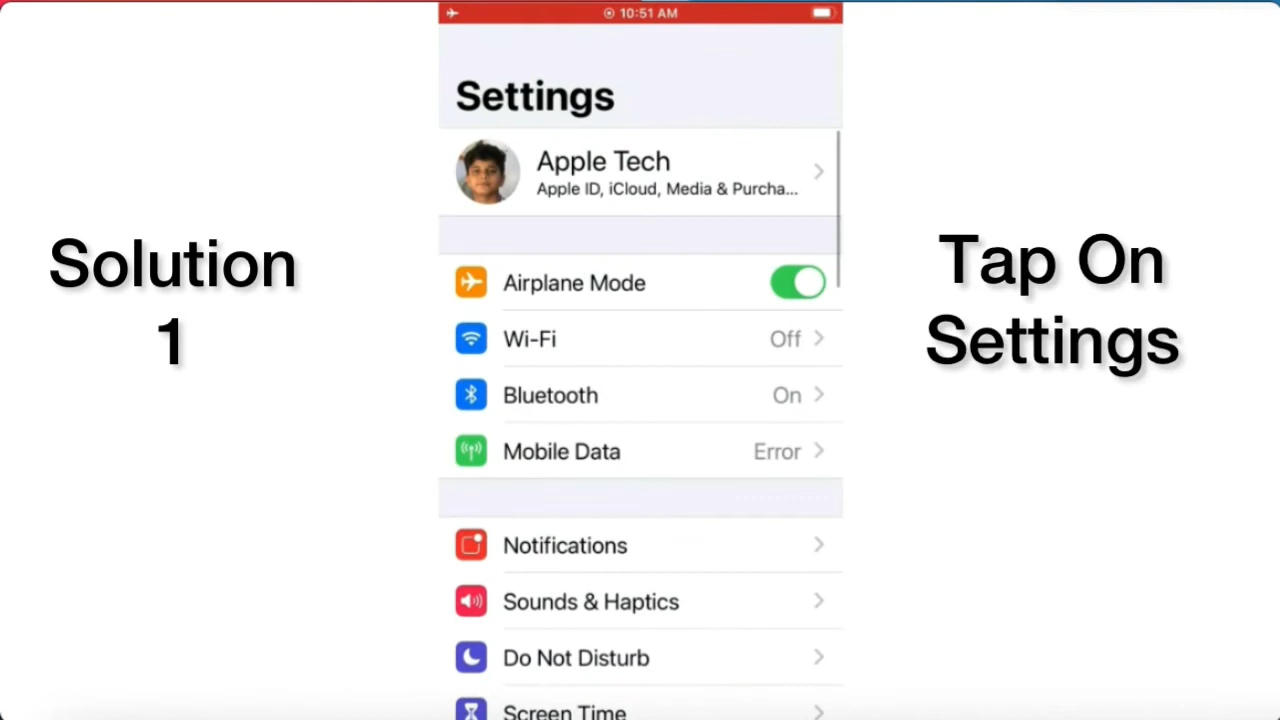 10:51 AM
Settings
Apple Tech
Apple ID, iCloud, Media & Purcha...
Solution
1
Tap On
Settings
Airplane Mode
Wi-Fi Off
Bluetooth On
Mobile Data Error
Notifications
Sounds & Haptics
Do Not Disturb
Screen Time